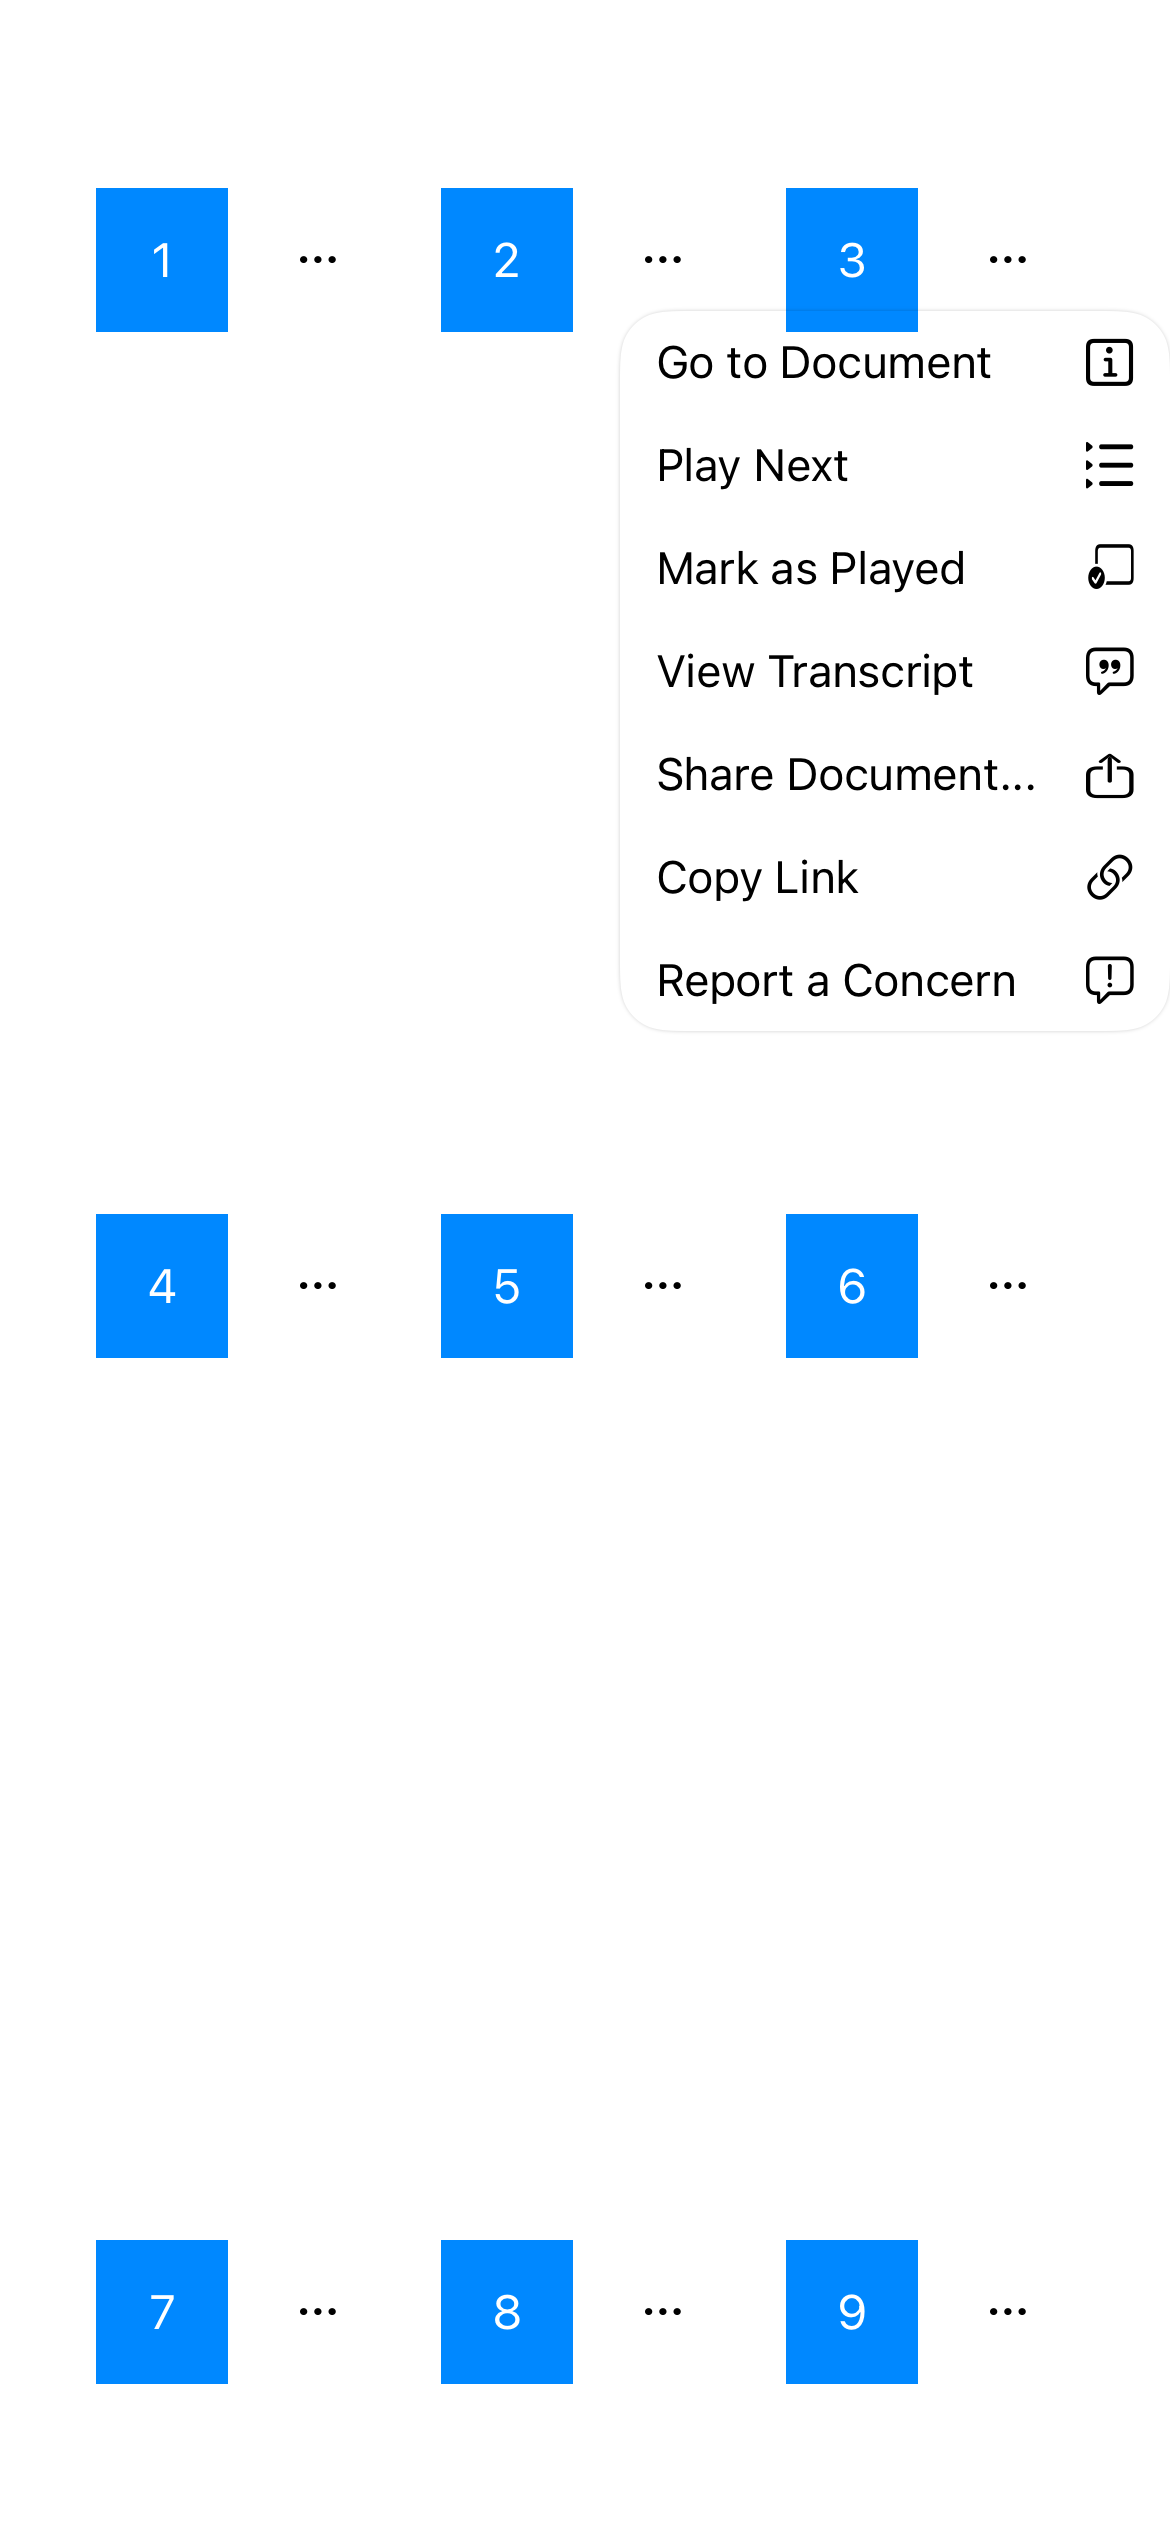 1 ... 2 ... 3 ...
Go to Document
Play Next
Mark as Played
View Transcript
Share Document...
Copy Link
Report a Concern
4 ... 5 ... 6 ...
7 ... 8 ... 9 ...